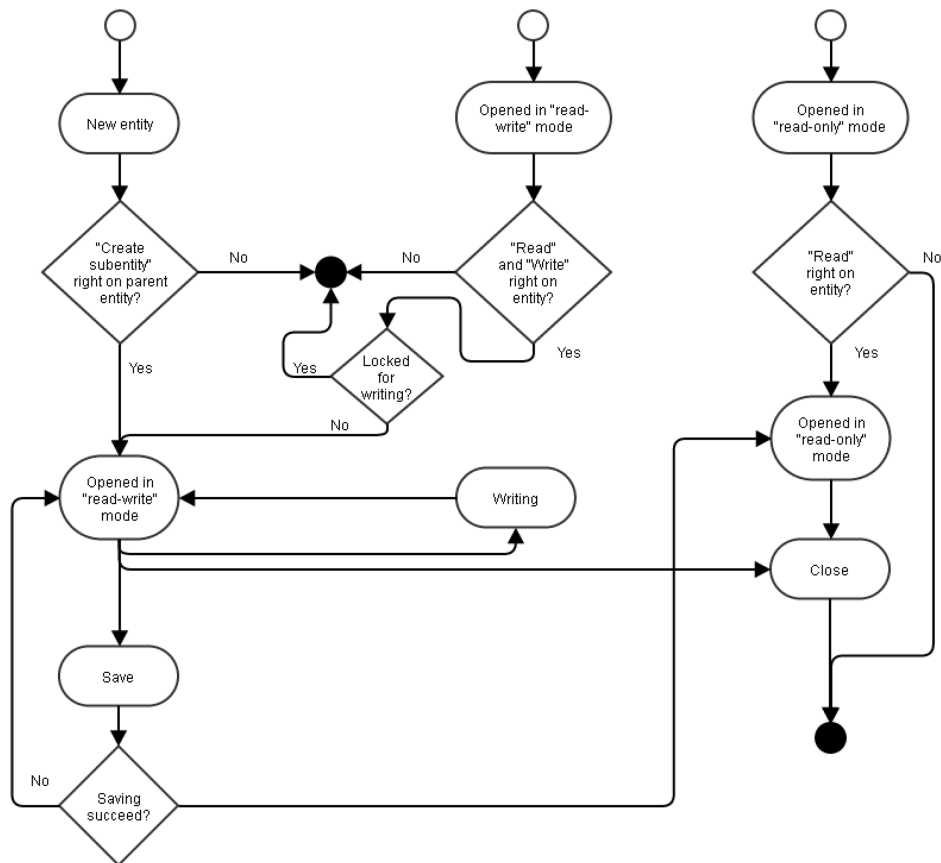 New entity
Opened in "read-
write" mode
Opened in
"read-only" mode
"Create
subentity"
right on parent
entity?
No
No
"Read"
and "Write"
right on
entity?
"Read"
right on
entity?
No
Yes
Yes
Locked
for
writing?
Yes
Yes
No
Opened in
"read-only"
mode
Opened in
"read-write"
mode
Writing
Close
Save
No
Saving
succeed?